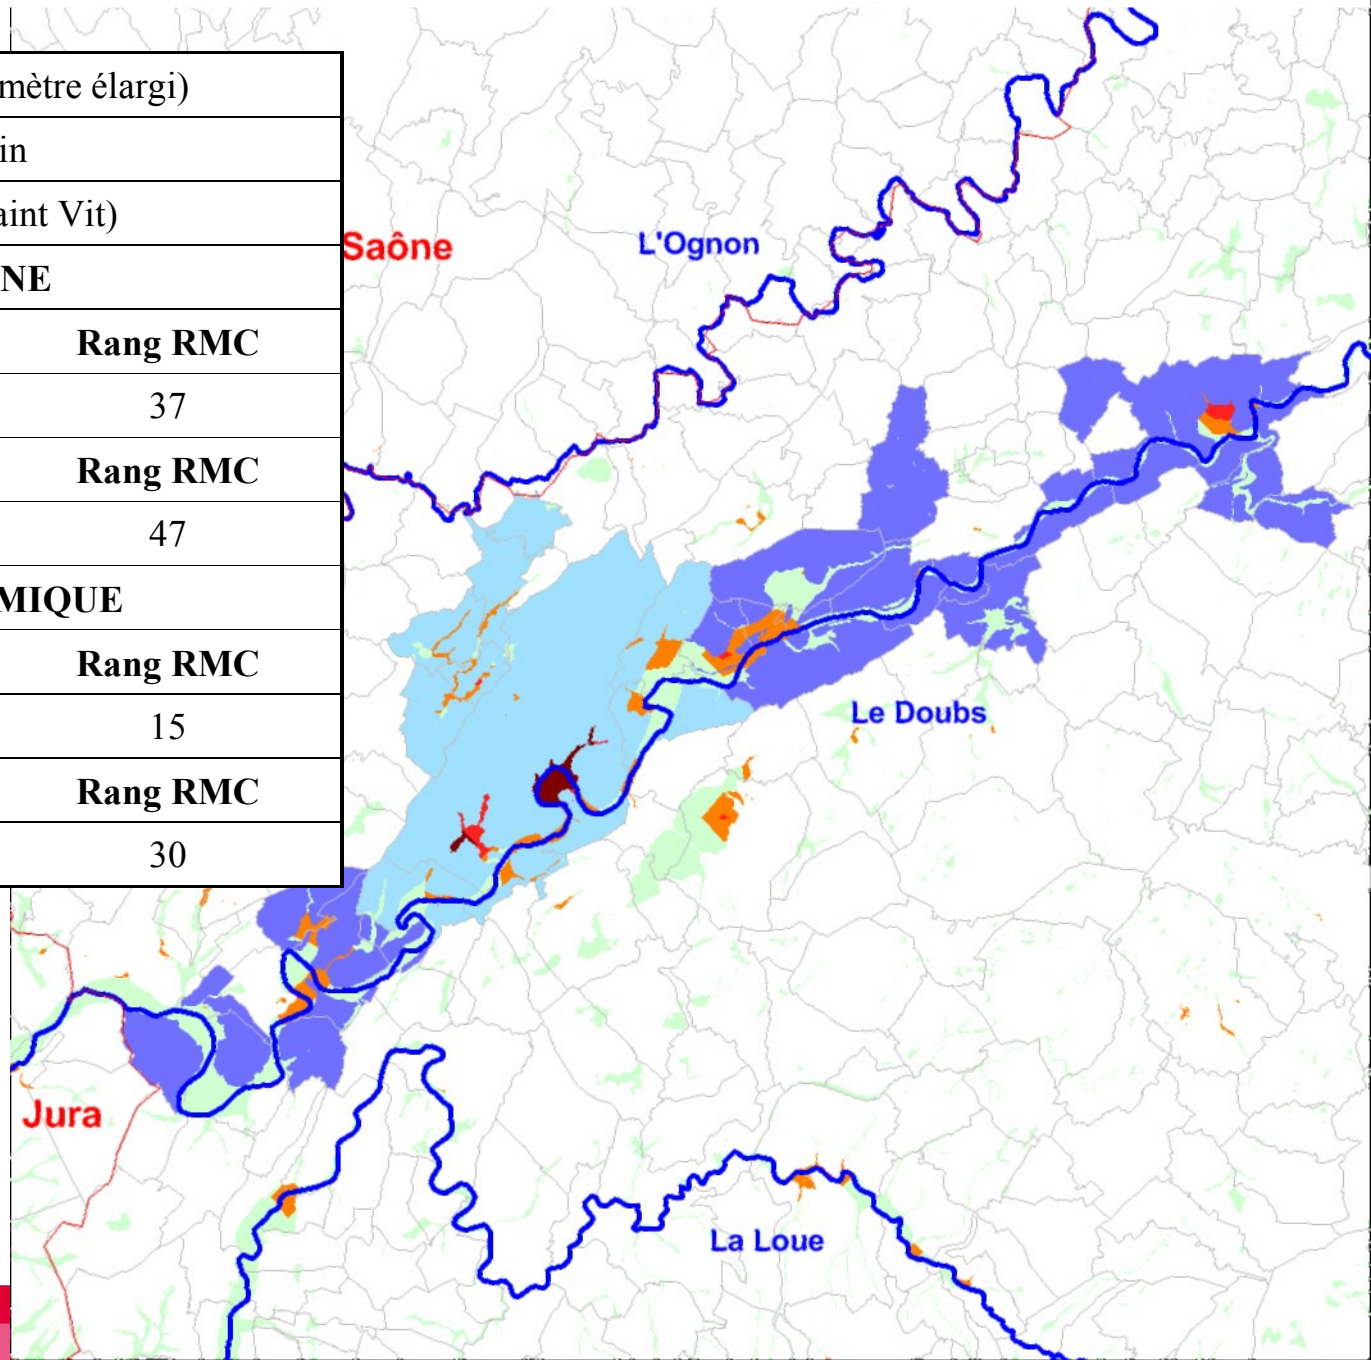 mètre élargi)
in
aint Vit)
NE
Rang RMC
37
Rang RMC
47
MIQUE
Rang RMC
15
Rang RMC
30
Saône
L'Ognon
Le Doubs
Jura
La Loue